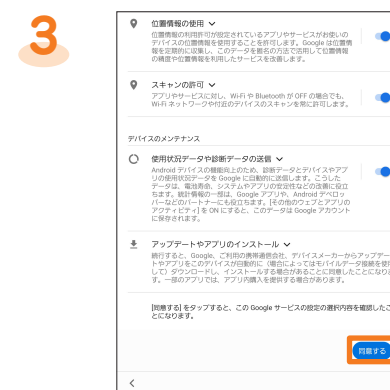 3
位置情報の使用
位置情報の利用許可が設定されているアプリやサービスがお使いの
デバイスの位置情報を使用することを許可します。Google は位置情
報を定期的に収集し、このデータを匿名の方法で活用して位置情報
の精度や位置情報を利用したサービスを改善します。
スキャンの許可
アプリやサービスに対し、Wi-Fi や Bluetooth が OFF の場合でも、
Wi-Fi ネットワークや付近のデバイスのスキャンを常に許可します。
デバイスのメンテナンス
使用状況データや診断データの送信
Android デバイスの機能向上のため、診断データとデバイスやアプ
リの使用状況データを Google に自動的に送信します。こうした
データは、電池寿命、システムやアプリの安定性などの改善に役立
ちます。統計情報の一部は、Google アプリや、Android デベロッ
パーなどのパートナーにも役立ちます。[その他のウェブとアプリの
アクティビティ] を ON にすると、このデータは Google アカウント
に保存されます。
アップデートやアプリのインストール
続行すると、Google、ご利用の携帯通信会社、デバイスメーカーからアップデー
トやアプリをこのデバイスが自動的に（場合によってはモバイルデータ接続を使用
して）ダウンロードし、インストールする場合があることに同意したことになりま
す。一部のアプリでは、アプリ内購入を提供する場合があります。
[同意する] をタップすると、この Google サービスの設定の選択内容を確認したこ
とになります。
同意する